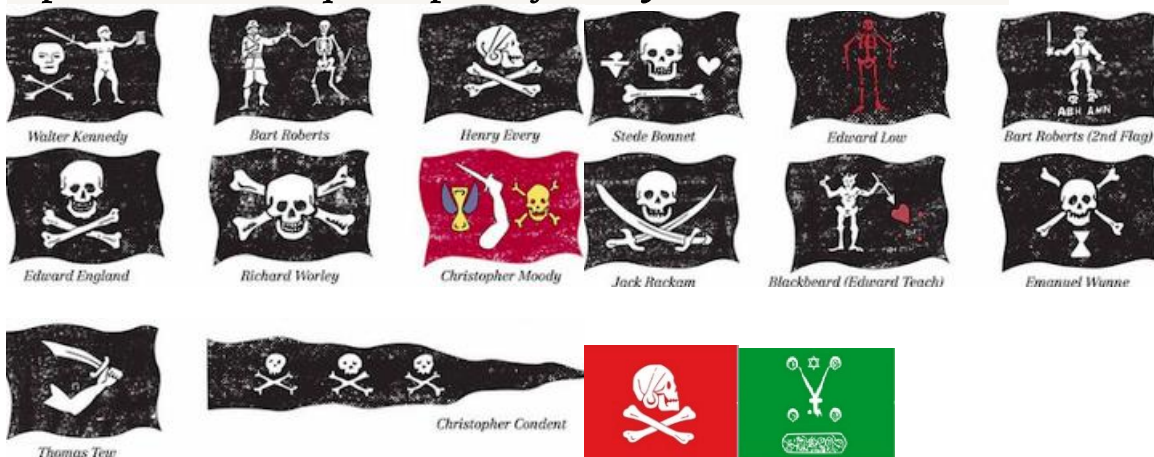 Walter Kennedy
Bart Roberts
Henry Every
Stede Bonnet
Edward Low
Bart Roberts (2nd Flag)
ABH AMH
Edward England
Richard Worley
Christopher Moody
Jack Rackam
Blackbeard (Edward Teach)
Emanuel Wynne
Thomas Tew
Christopher Condent